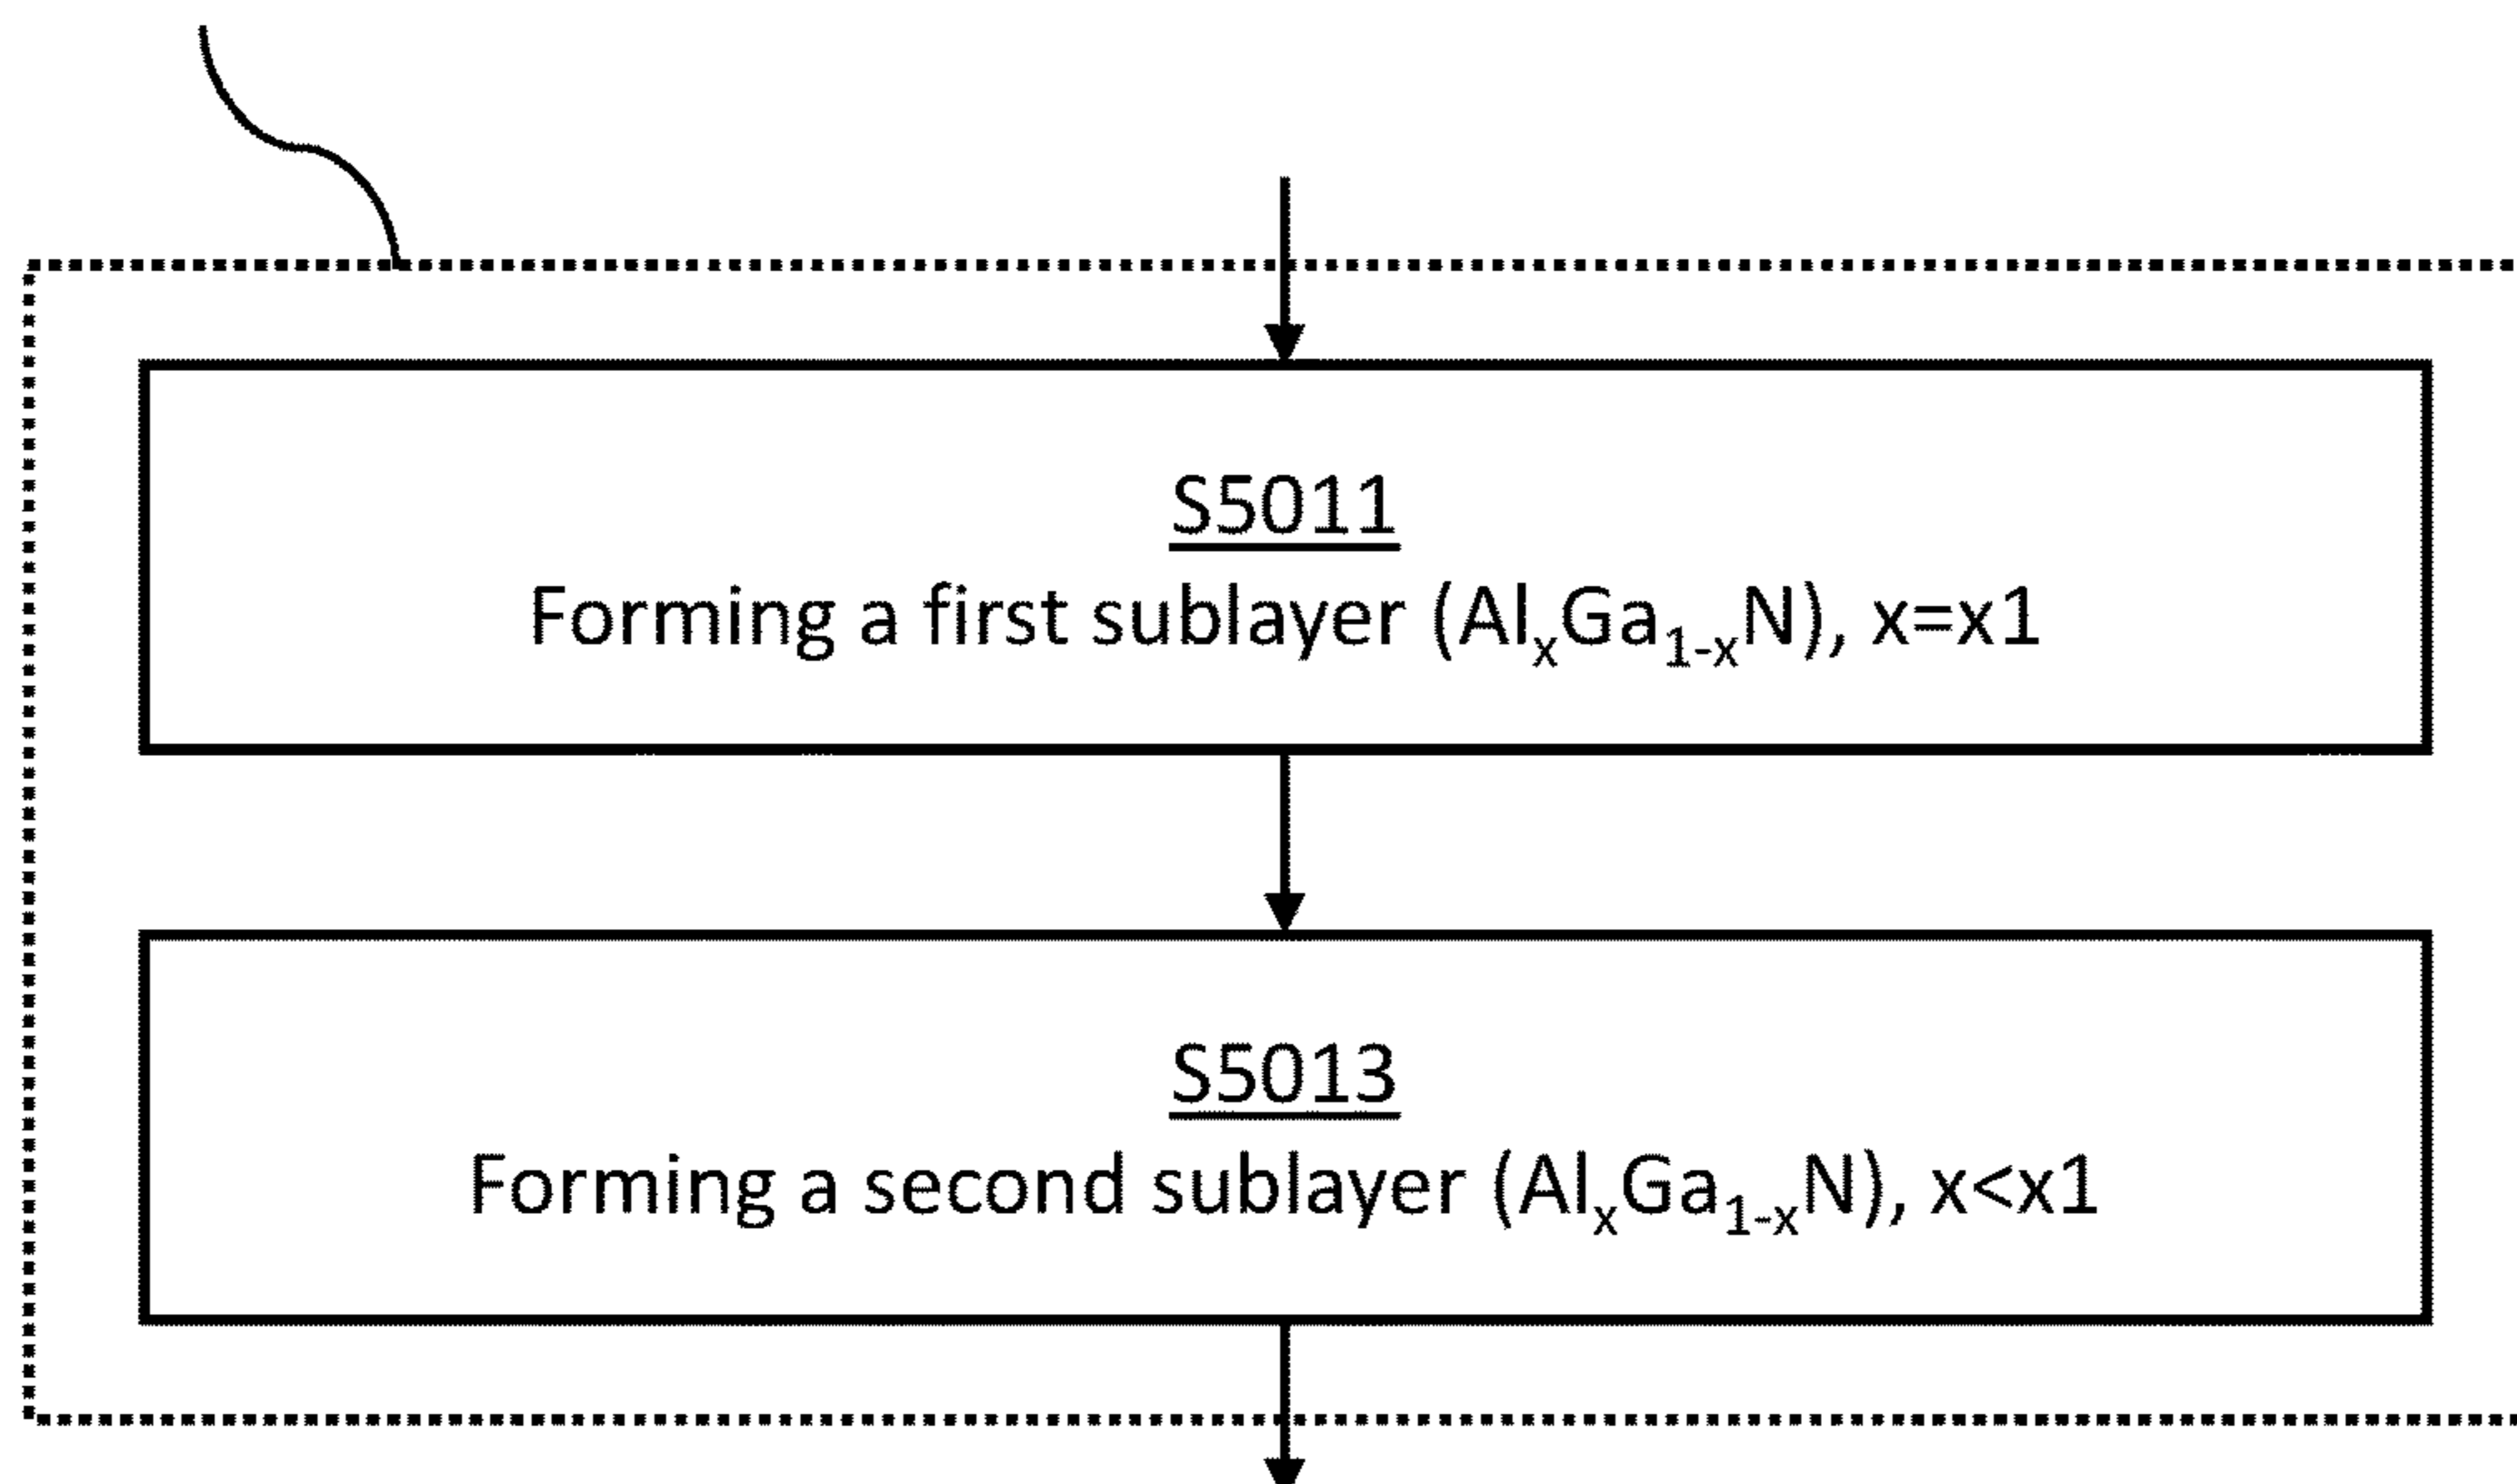 S5011
Forming a first sublayer (AlₓGa₁₋ₓN), x=x1
S5013
Forming a second sublayer (AlₓGa₁₋ₓN), x<x1